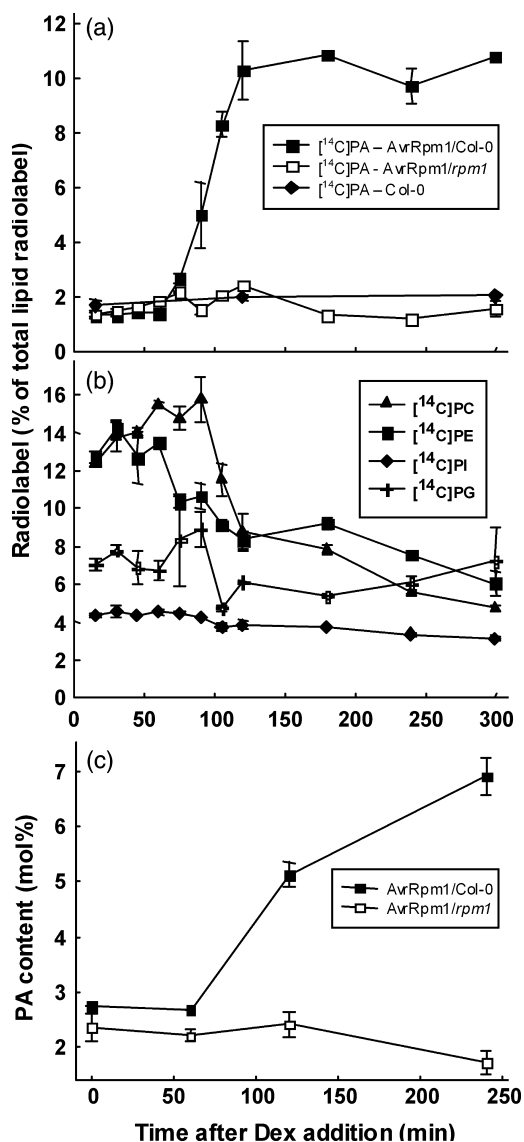 (a)
12
10
8
6
4
2
0
[14C]PA – AvrRpm1/Col-0
[14C]PA - AvrRpm1/rpm1
[14C]PA – Col-0
Radiolabel (% of total lipid radiolabel)
(b)
16
14
12
10
8
6
4
2
0
[14C]PC
[14C]PE
[14C]PI
[14C]PG
0 50 100 150 200 250 300
(c)
7
6
5
3
2
PA content (mol%)
AvrRpm1/Col-0
AvrRpm1/rpm1
0 50 100 150 200 250
Time after Dex addition (min)